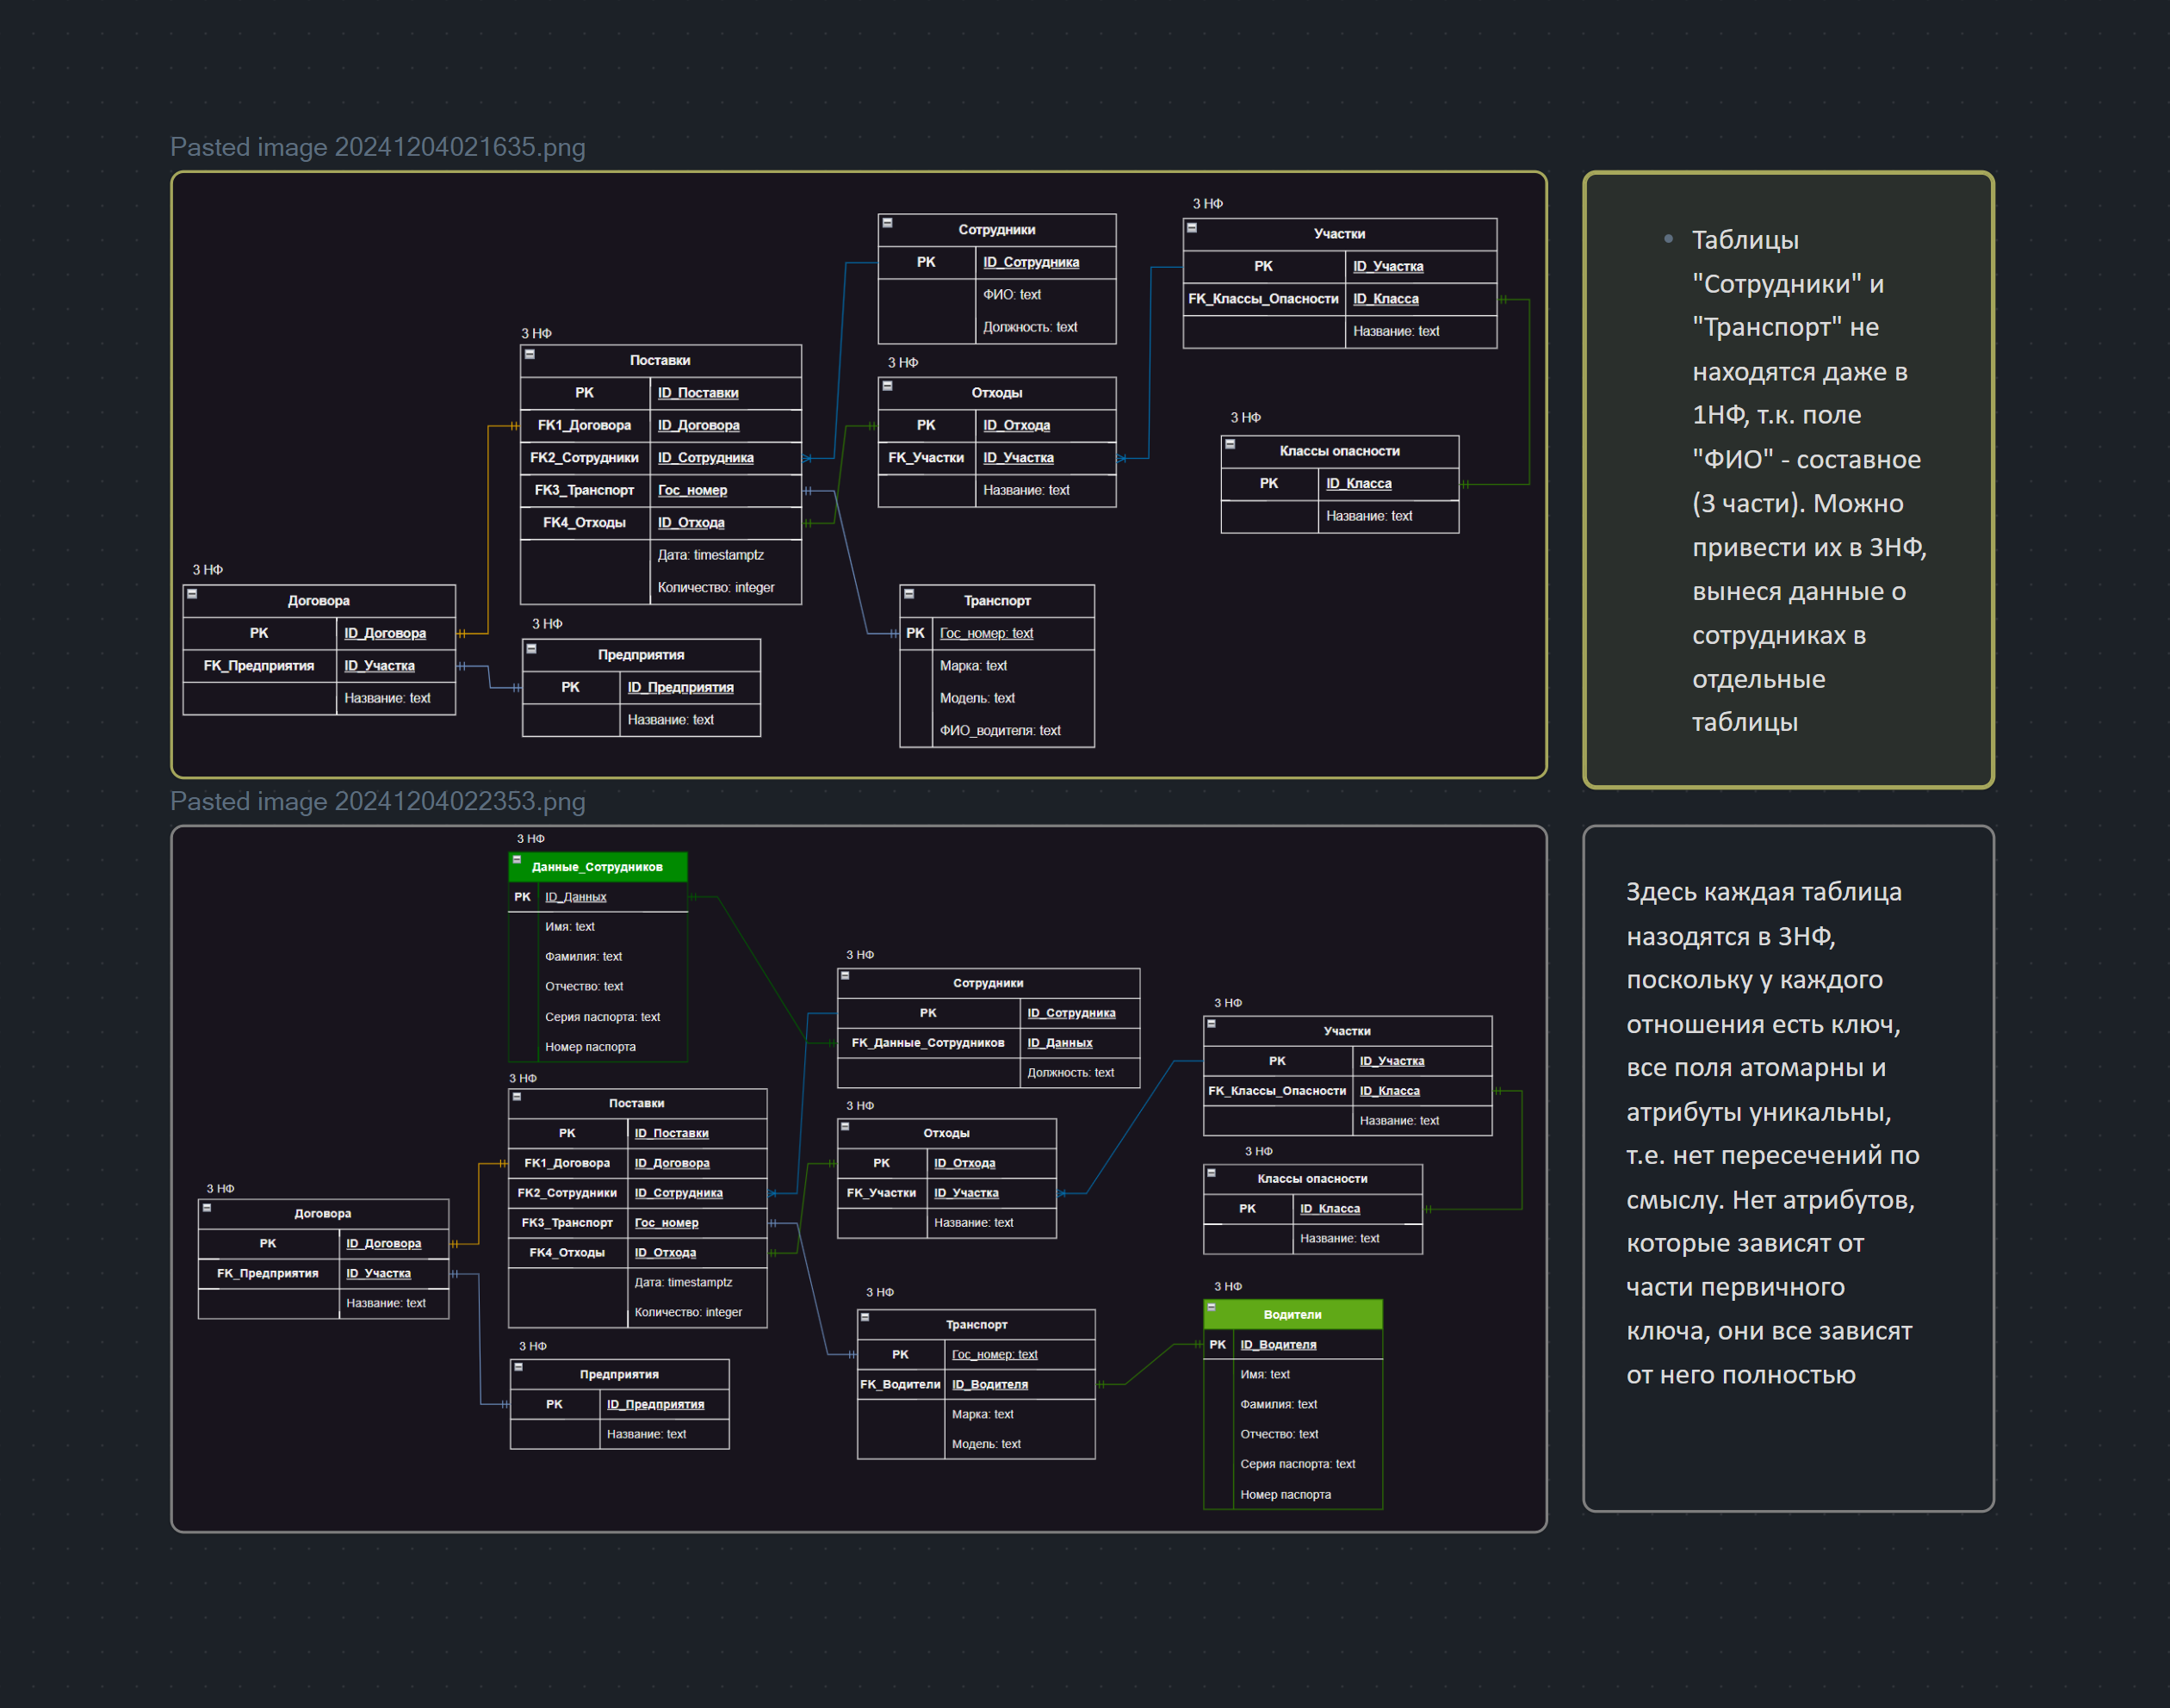 Pasted image 20241204021635.png
3 НФ
Договора
PK ID_Договора
FK_Предприятия ID_Участка
Название: text
3 НФ
Поставки
PK ID_Поставки
FK1_Договора ID_Договора
FK2_Сотрудники ID_Сотрудника
FK3_Транспорт Гос_номер
FK4_Отходы ID_Отхода
Дата: timestamptz
Количество: integer
3 НФ
Предприятия
PK ID_Предприятия
Название: text
Сотрудники
PK ID_Сотрудника
ФИО: text
Должность: text
3 НФ
Отходы
PK ID_Отхода
FK_Участки ID_Участка
Название: text
Транспорт
PK Гос_номер: text
Марка: text
Модель: text
ФИО_водителя: text
3 НФ
Участки
PK ID_Участка
FK_Классы_Опасности ID_Класса
Название: text
3 НФ
Классы опасности
PK ID_Класса
Название: text
Таблицы
"Сотрудники" и
"Транспорт" не
находятся даже в
1НФ, т.к. поле
"ФИО" - составное
(3 части). Можно
привести их в 3НФ,
вынеся данные о
сотрудниках в
отдельные
таблицы
Pasted image 20241204022353.png
3 НФ
Данные_Сотрудников
PK ID_Данных
Имя: text
Фамилия: text
Отчество: text
Серия паспорта: text
Номер паспорта
3 НФ
Поставки
PK ID_Поставки
FK1_Договора ID_Договора
FK2_Сотрудники ID_Сотрудника
FK3_Транспорт Гос_номер
FK4_Отходы ID_Отхода
Дата: timestamptz
Количество: integer
3 НФ
Договора
PK ID_Договора
FK_Предприятия ID_Участка
Название: text
3 НФ
Предприятия
PK ID_Предприятия
Название: text
3 НФ
Сотрудники
PK ID_Сотрудника
FK_Данные_Сотрудников ID_Данных
Должность: text
3 НФ
Отходы
PK ID_Отхода
FK_Участки ID_Участка
Название: text
3 НФ
Транспорт
PK Гос_номер: text
FK_Водители ID_Водителя
Марка: text
Модель: text
3 НФ
Участки
PK ID_Участка
FK_Классы_Опасности ID_Класса
Название: text
3 НФ
Классы опасности
PK ID_Класса
Название: text
3 НФ
Водители
PK ID_Водителя
Имя: text
Фамилия: text
Отчество: text
Серия паспорта: text
Номер паспорта
Здесь каждая таблица
назодятся в 3НФ,
поскольку у каждого
отношения есть ключ,
все поля атомарны и
атрибуты уникальны,
т.е. нет пересечений по
смыслу. Нет атрибутов,
которые зависят от
части первичного
ключа, они все зависят
от него полностью